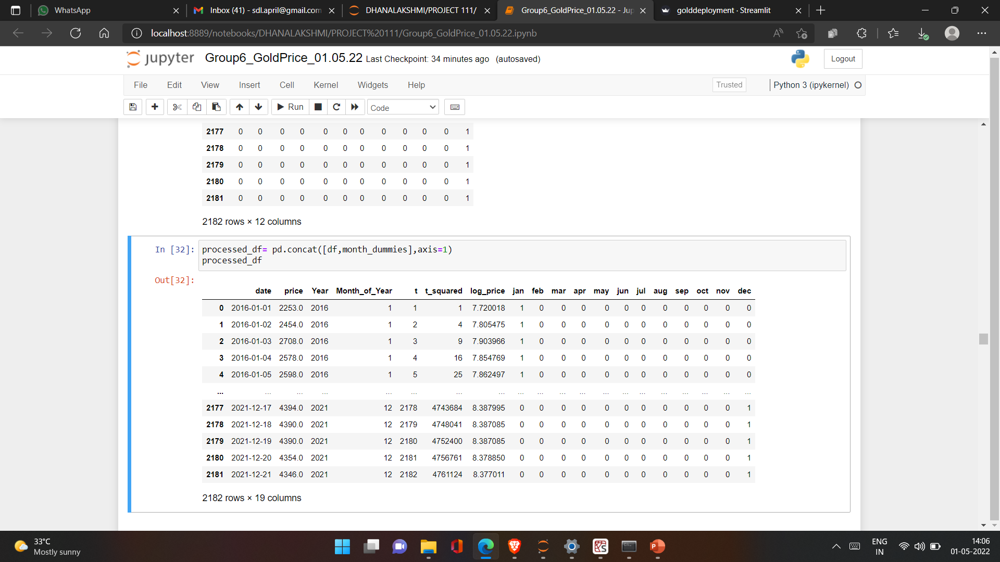 WhatsApp
Inbox (41) - sdl.april@gmail.com
DHANALAKSHMI/PROJECT 111/
Group6_GoldPrice_01.05.22 - Jup
golddeployment · Streamlit
localhost:8889/notebooks/DHANALAKSHMI/PROJECT%20111/Group6_GoldPrice_01.05.22.ipynb
jupyter Group6_GoldPrice_01.05.22 Last Checkpoint: 34 minutes ago (autosaved)
Logout
File Edit View Insert Cell Kernel Widgets Help
Trusted
Python 3 (ipykernel)
Run
Code
2177 0 0 0 0 0 0 0 0 0 0 0 1
2178 0 0 0 0 0 0 0 0 0 0 0 1
2179 0 0 0 0 0 0 0 0 0 0 0 1
2180 0 0 0 0 0 0 0 0 0 0 0 1
2181 0 0 0 0 0 0 0 0 0 0 0 1
2182 rows × 12 columns
In [32]: processed_df= pd.concat([df,month_dummies],axis=1)
processed_df
Out[32]:
date price Year Month_of_Year t t_squared log_price jan feb mar apr may jun jul aug sep oct nov dec
0 2016-01-01 2253.0 2016 1 1 1 7.720018 1 0 0 0 0 0 0 0 0 0 0 0
1 2016-01-02 2454.0 2016 1 2 4 7.805475 1 0 0 0 0 0 0 0 0 0 0 0
2 2016-01-03 2708.0 2016 1 3 9 7.903966 1 0 0 0 0 0 0 0 0 0 0 0
3 2016-01-04 2578.0 2016 1 4 16 7.854769 1 0 0 0 0 0 0 0 0 0 0 0
4 2016-01-05 2598.0 2016 1 5 25 7.862497 1 0 0 0 0 0 0 0 0 0 0 0
... ... ... ... ... ... ... ... ... ... ... ... ... ... ... ... ... ... ... ...
2177 2021-12-17 4394.0 2021 12 2178 4743684 8.387995 0 0 0 0 0 0 0 0 0 0 0 1
2178 2021-12-18 4390.0 2021 12 2179 4748041 8.387085 0 0 0 0 0 0 0 0 0 0 0 1
2179 2021-12-19 4390.0 2021 12 2180 4752400 8.387085 0 0 0 0 0 0 0 0 0 0 0 1
2180 2021-12-20 4354.0 2021 12 2181 4756761 8.378850 0 0 0 0 0 0 0 0 0 0 0 1
2181 2021-12-21 4346.0 2021 12 2182 4761124 8.377011 0 0 0 0 0 0 0 0 0 0 0 1
2182 rows × 19 columns
33°C
Mostly sunny
ENG
IN
14:06
01-05-2022